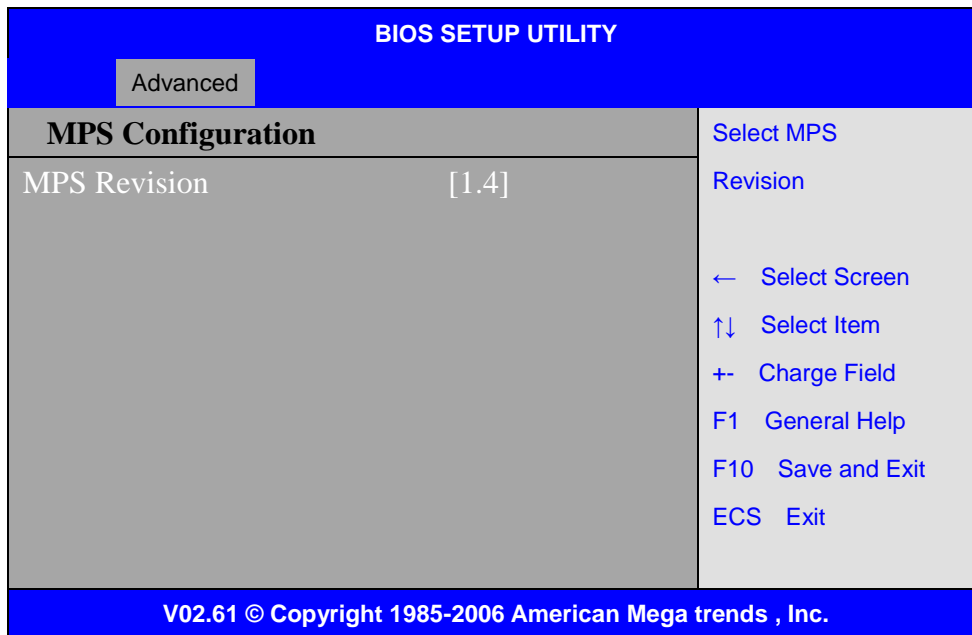 BIOS SETUP UTILITY
Advanced
MPS Configuration
MPS Revision [1.4]
Select MPS
Revision
← Select Screen
↑↓ Select Item
+- Charge Field
F1 General Help
F10 Save and Exit
ECS Exit
V02.61 © Copyright 1985-2006 American Mega trends , Inc.